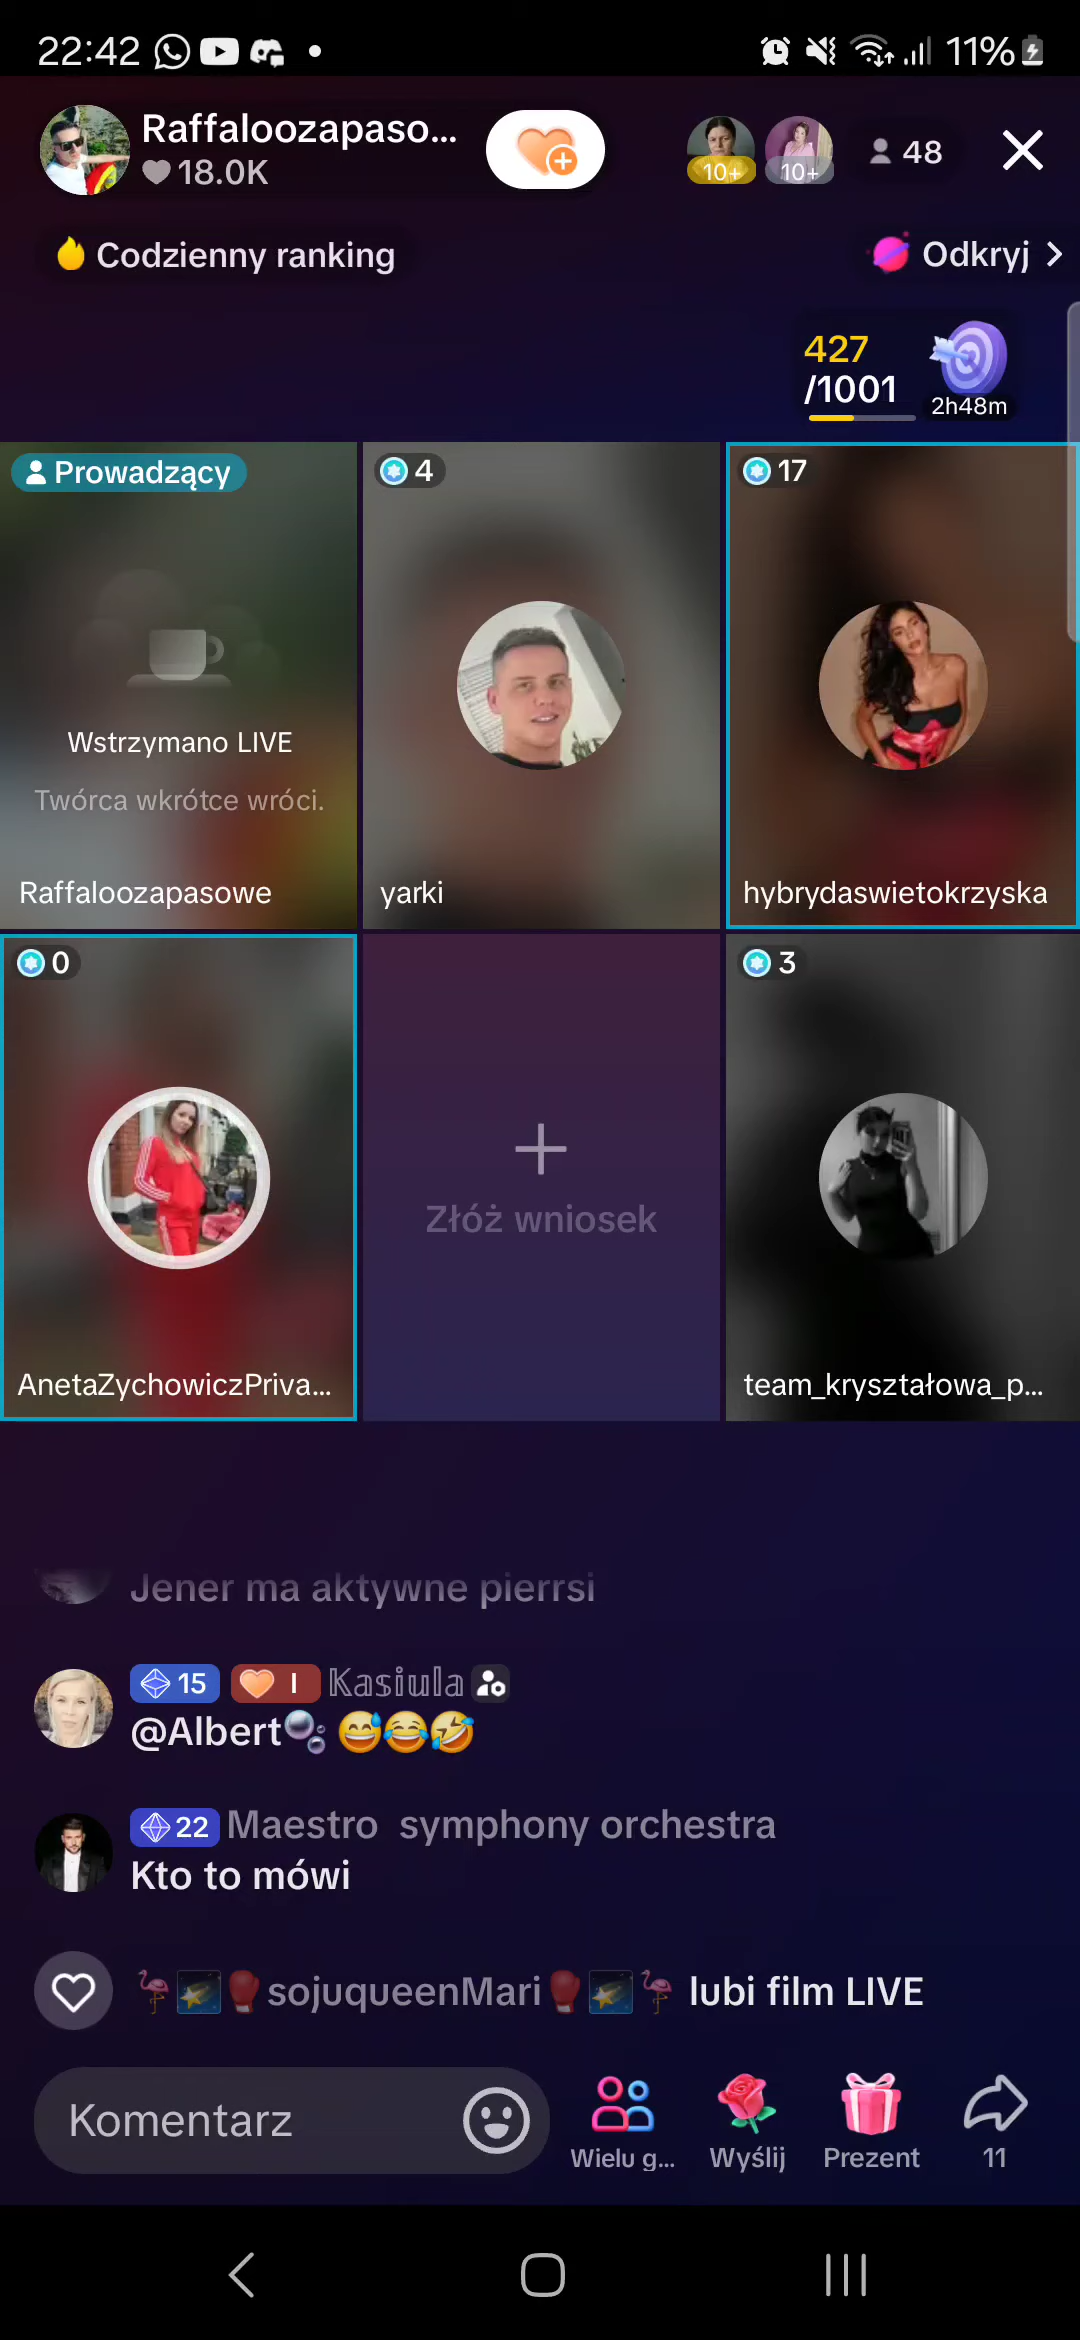 22:42 11%
Raffaloozapaso...
18.0K
10+ 10+ 48
Codzienny ranking
Odkryj
427
/1001
2h48m
Prowadzący
Wstrzymano LIVE
Twórca wkrótce wróci.
Raffaloozapasowe
4
yarki
17
hybrydaswietokrzyska
0
AnetaZychowiczPriva...
Złóż wniosek
3
team_kryształowa_p...
Jener ma aktywne pierrsi
15 I 𝕂𝕒𝕤𝕚𝕦𝕝𝕒
@Albert🫧 😅😂🤣
22 Maestro symphony orchestra
Kto to mówi
🦩🌠🥊sojuqueenMari🥊🌠🦩 lubi film LIVE
Komentarz
Wielu g...
Wyślij
Prezent
11